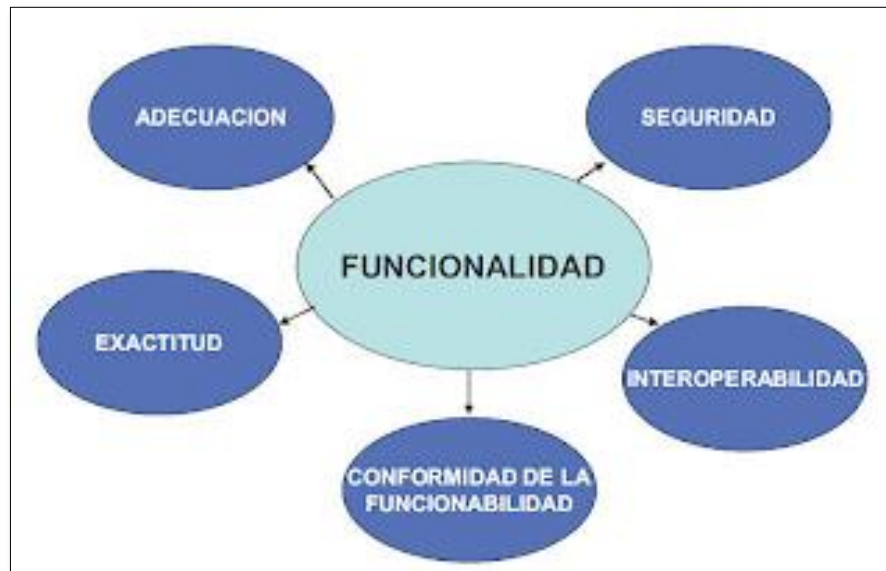 ADECUACION
SEGURIDAD
FUNCIONALIDAD
EXACTITUD
INTEROPERABILIDAD
CONFORMIDAD DE LA
FUNCIONABILIDAD